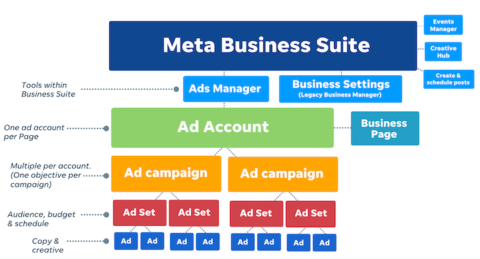 Events
Manager
Meta Business Suite
Creative
Hub
Create &
schedule posts
Tools within
Business Suite
Ads Manager
Business Settings
(Legacy Business Manager)
One ad account
per Page
Ad Account
Business
Page
Multiple per account.
(One objective per
campaign)
Ad campaign
Ad campaign
Audience, budget
& schedule
Ad Set
Ad Set
Ad Set
Ad Set
Copy &
creative
Ad
Ad
Ad
Ad
Ad
Ad
Ad
Ad